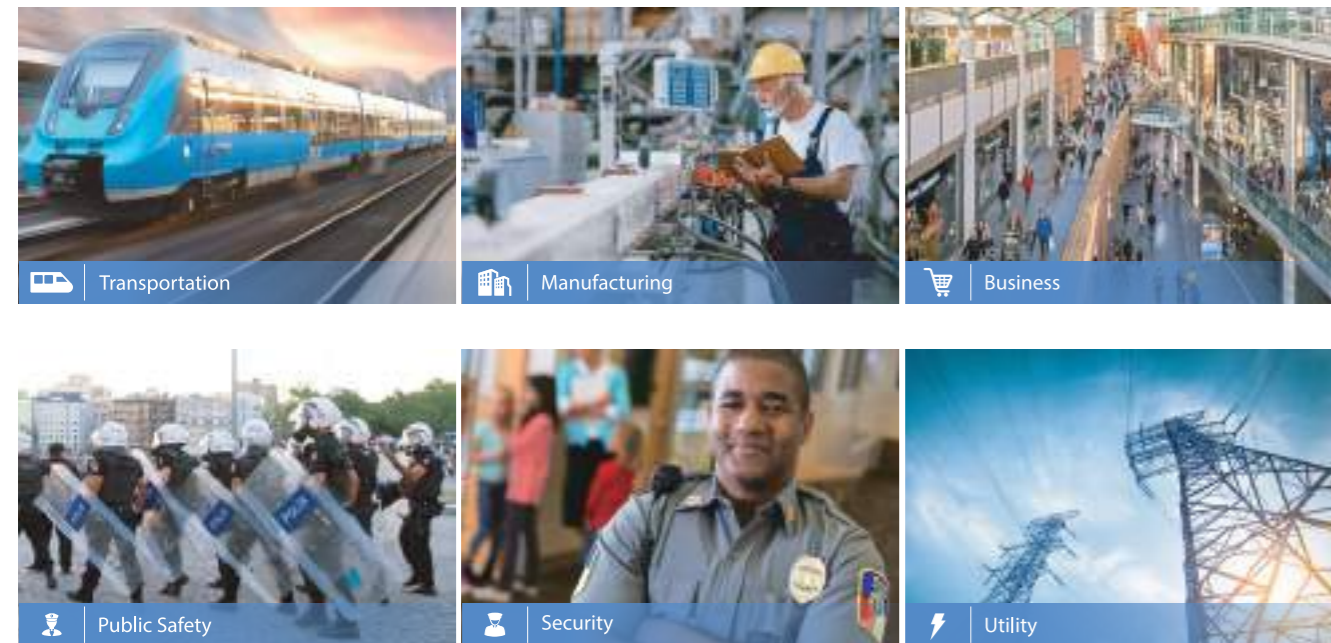 Transportation
Manufacturing
Business
Public Safety
Security
Utility